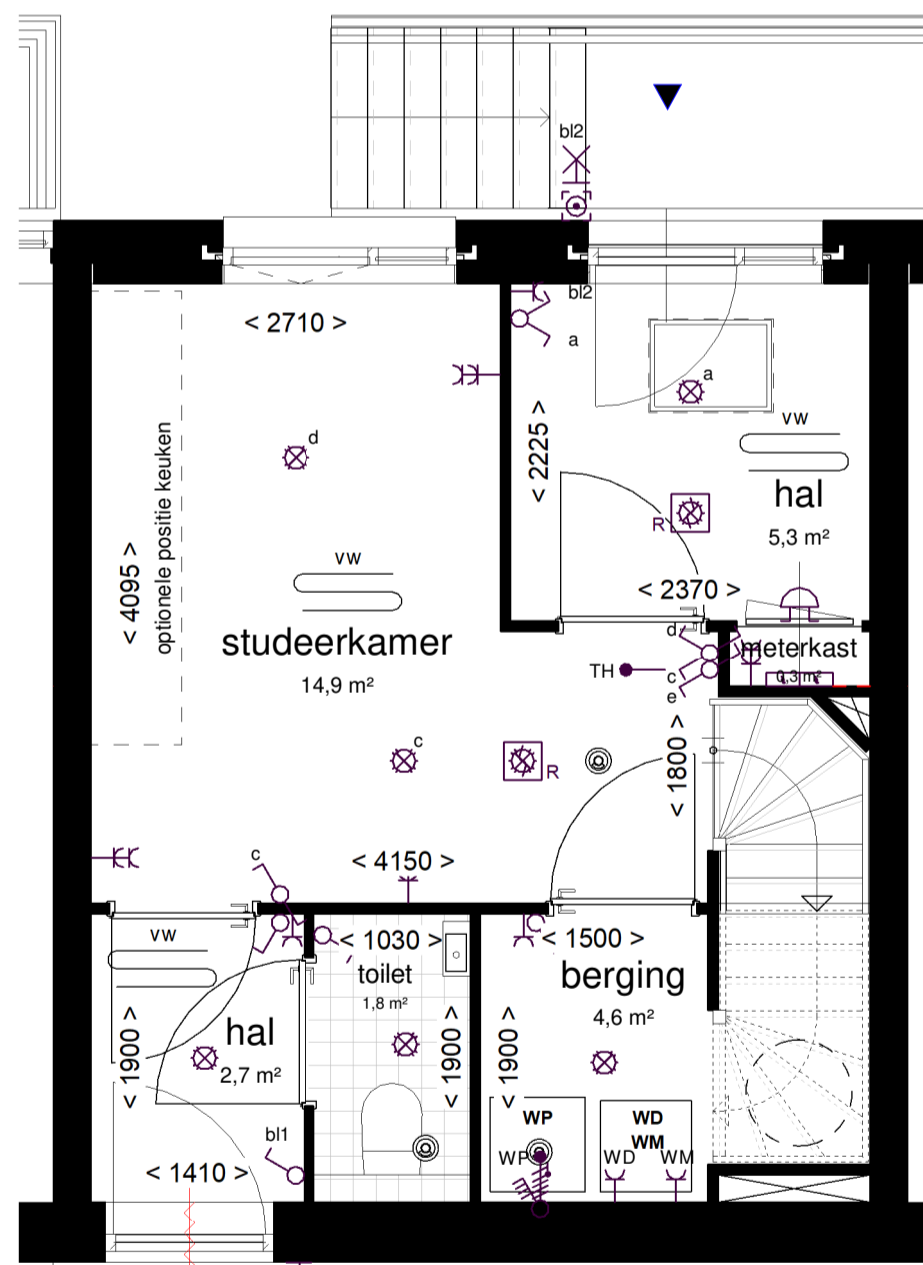 bl2
bl2
< 2710 >
a
a
d
< 2225 >
vw
hal
5,3 m²
R
< 4095 >
optionele positie keuken
vw
< 2370 >
studeerkamer
14,9 m²
d
meterkast
0,3 m²
TH
c
e
< 1800 >
c
R
c
< 4150 >
vw
< 1030 >
toilet
1,8 m²
< 1500 >
berging
4,6 m²
hal
2,7 m²
< 1900 >
< 1900 >
< 1900 >
bl1
< 1410 >
WP
WD
WM
WP
WD
WM